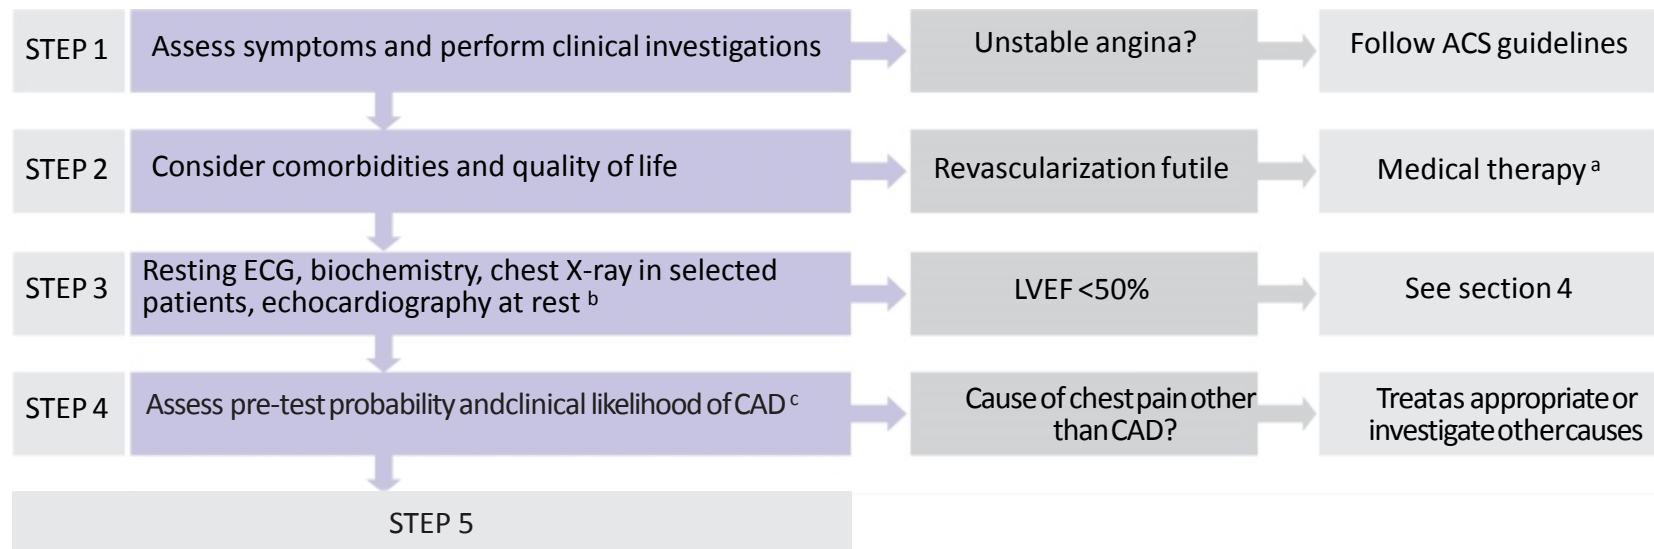 STEP 1
Assess symptoms and perform clinical investigations
Unstable angina?
Follow ACS guidelines
STEP 2
Consider comorbidities and quality of life
Revascularization futile
Medical therapy a
STEP 3
Resting ECG, biochemistry, chest X-ray in selected
patients, echocardiography at rest b
LVEF <50%
See section 4
STEP 4
Assess pre-test probability andclinical likelihood of CAD c
Cause of chest pain other
than CAD?
Treat as appropriate or
investigate other causes
STEP 5